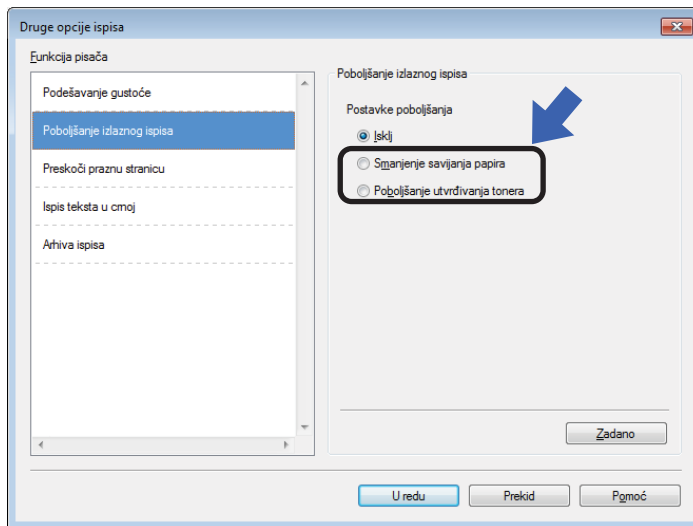 Druge opcije ispisa
Funkcija pisača
Podešavanje gustoće
Poboljšanje izlaznog ispisa
Preskoči praznu stranicu
Ispis teksta u crnoj
Arhiva ispisa
Poboljšanje izlaznog ispisa
Postavke poboljšanja
Isklj
Smanjenje savijanja papira
Poboljšanje utvrđivanja tonera
Zadano
U redu
Prekid
Pomoć